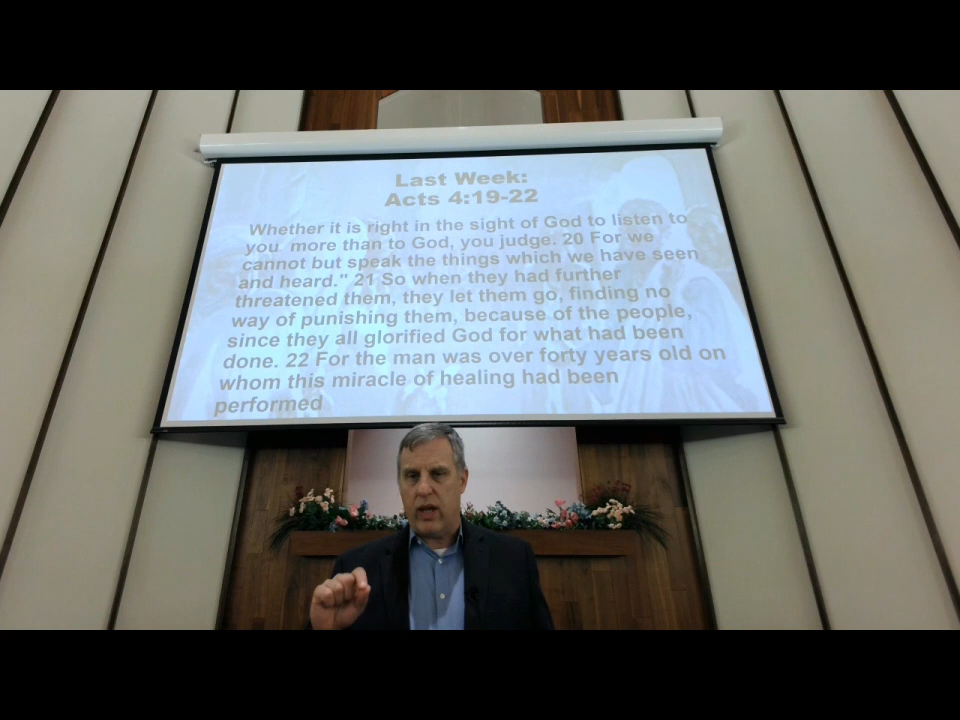 Last Week:
Acts 4:19-22
Whether it is right in the sight of God to listen to
you more than to God, you judge. 20 For we
cannot but speak the things which we have seen
and heard." 21 So when they had further
threatened them, they let them go, finding no
way of punishing them, because of the people,
since they all glorified God for what had been
done. 22 For the man was over forty years old on
whom this miracle of healing had been
performed